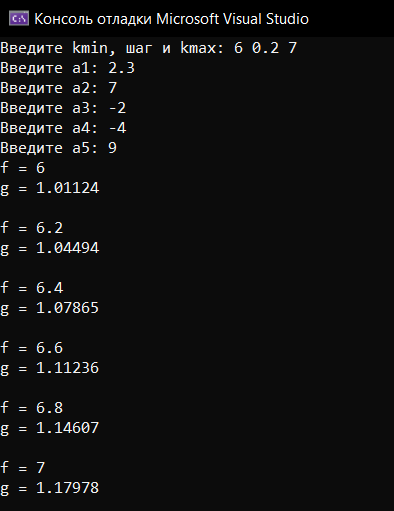 Консоль отладки Microsoft Visual Studio
Введите kmin, шаг и kmax: 6 0.2 7
Введите a1: 2.3
Введите a2: 7
Введите a3: -2
Введите a4: -4
Введите a5: 9
f = 6
g = 1.01124
f = 6.2
g = 1.04494
f = 6.4
g = 1.07865
f = 6.6
g = 1.11236
f = 6.8
g = 1.14607
f = 7
g = 1.17978